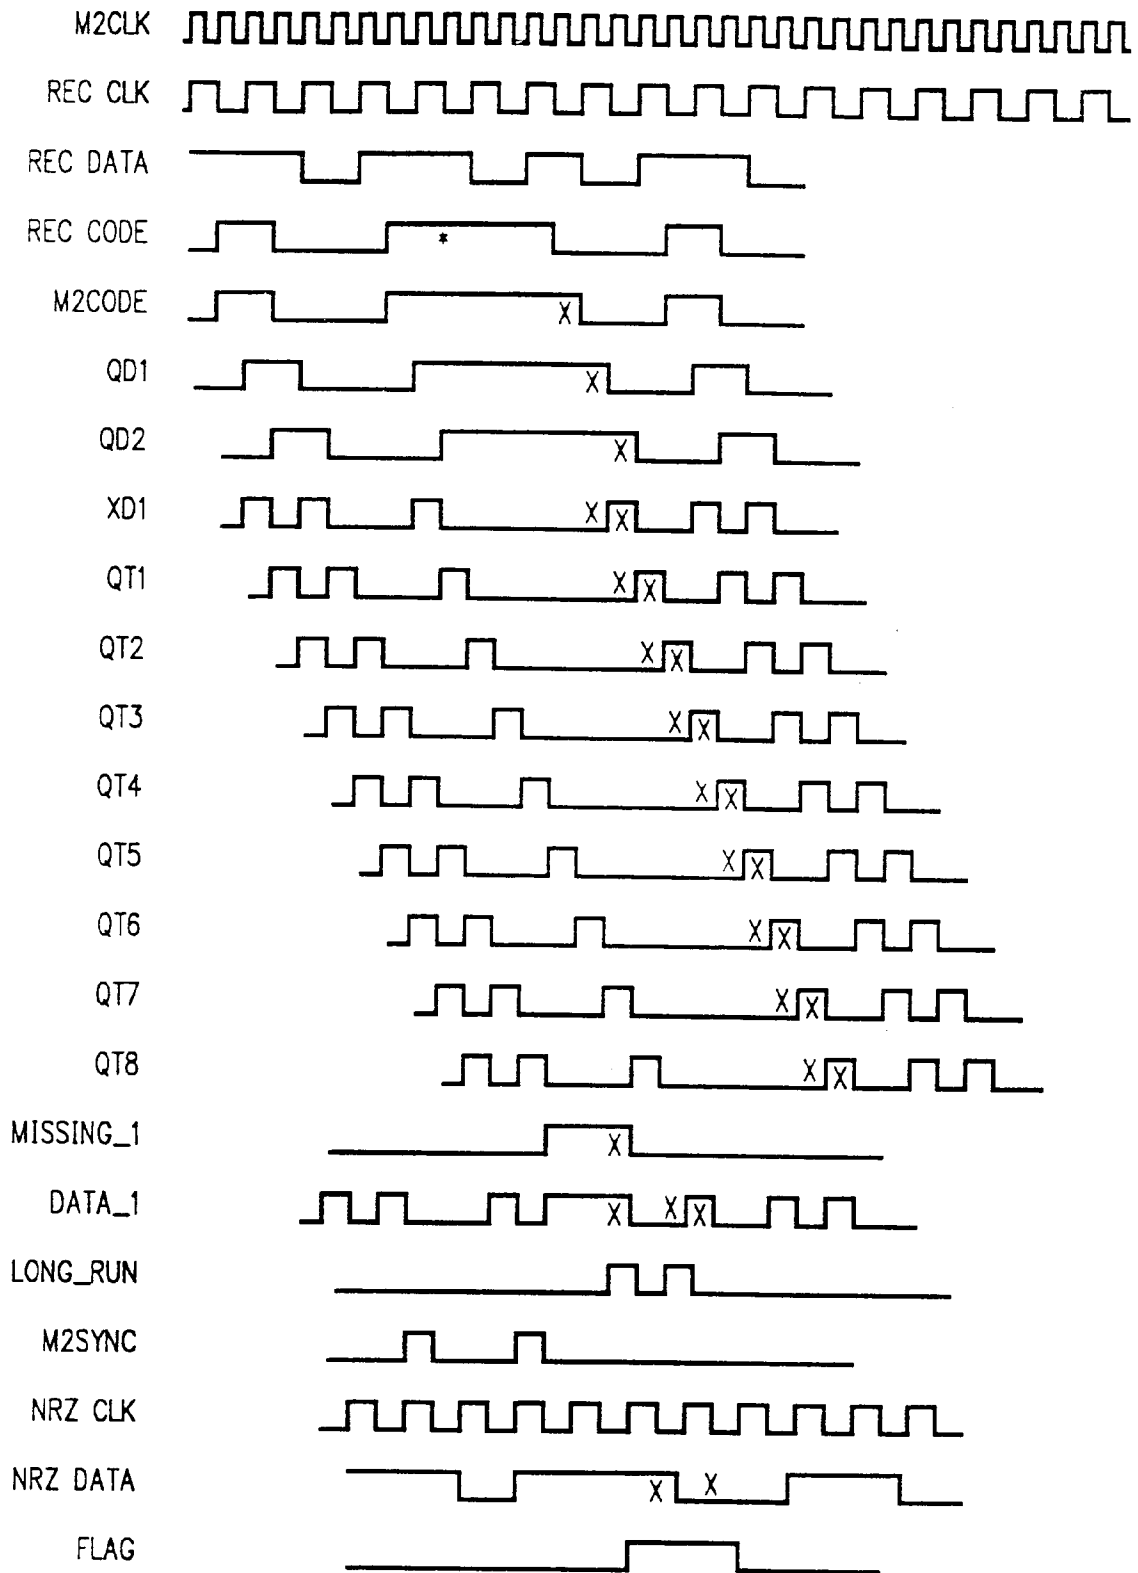 M2CLK
REC CLK
REC DATA
REC CODE
*
M2CODE
X
QD1
X
QD2
X
XD1
X X
QT1
X X
QT2
X X
QT3
X X
QT4
X X
QT5
X X
QT6
X X
QT7
X X
QT8
X X
MISSING_1
X
DATA_1
X X X
LONG_RUN
M2SYNC
NRZ CLK
NRZ DATA
X X
FLAG